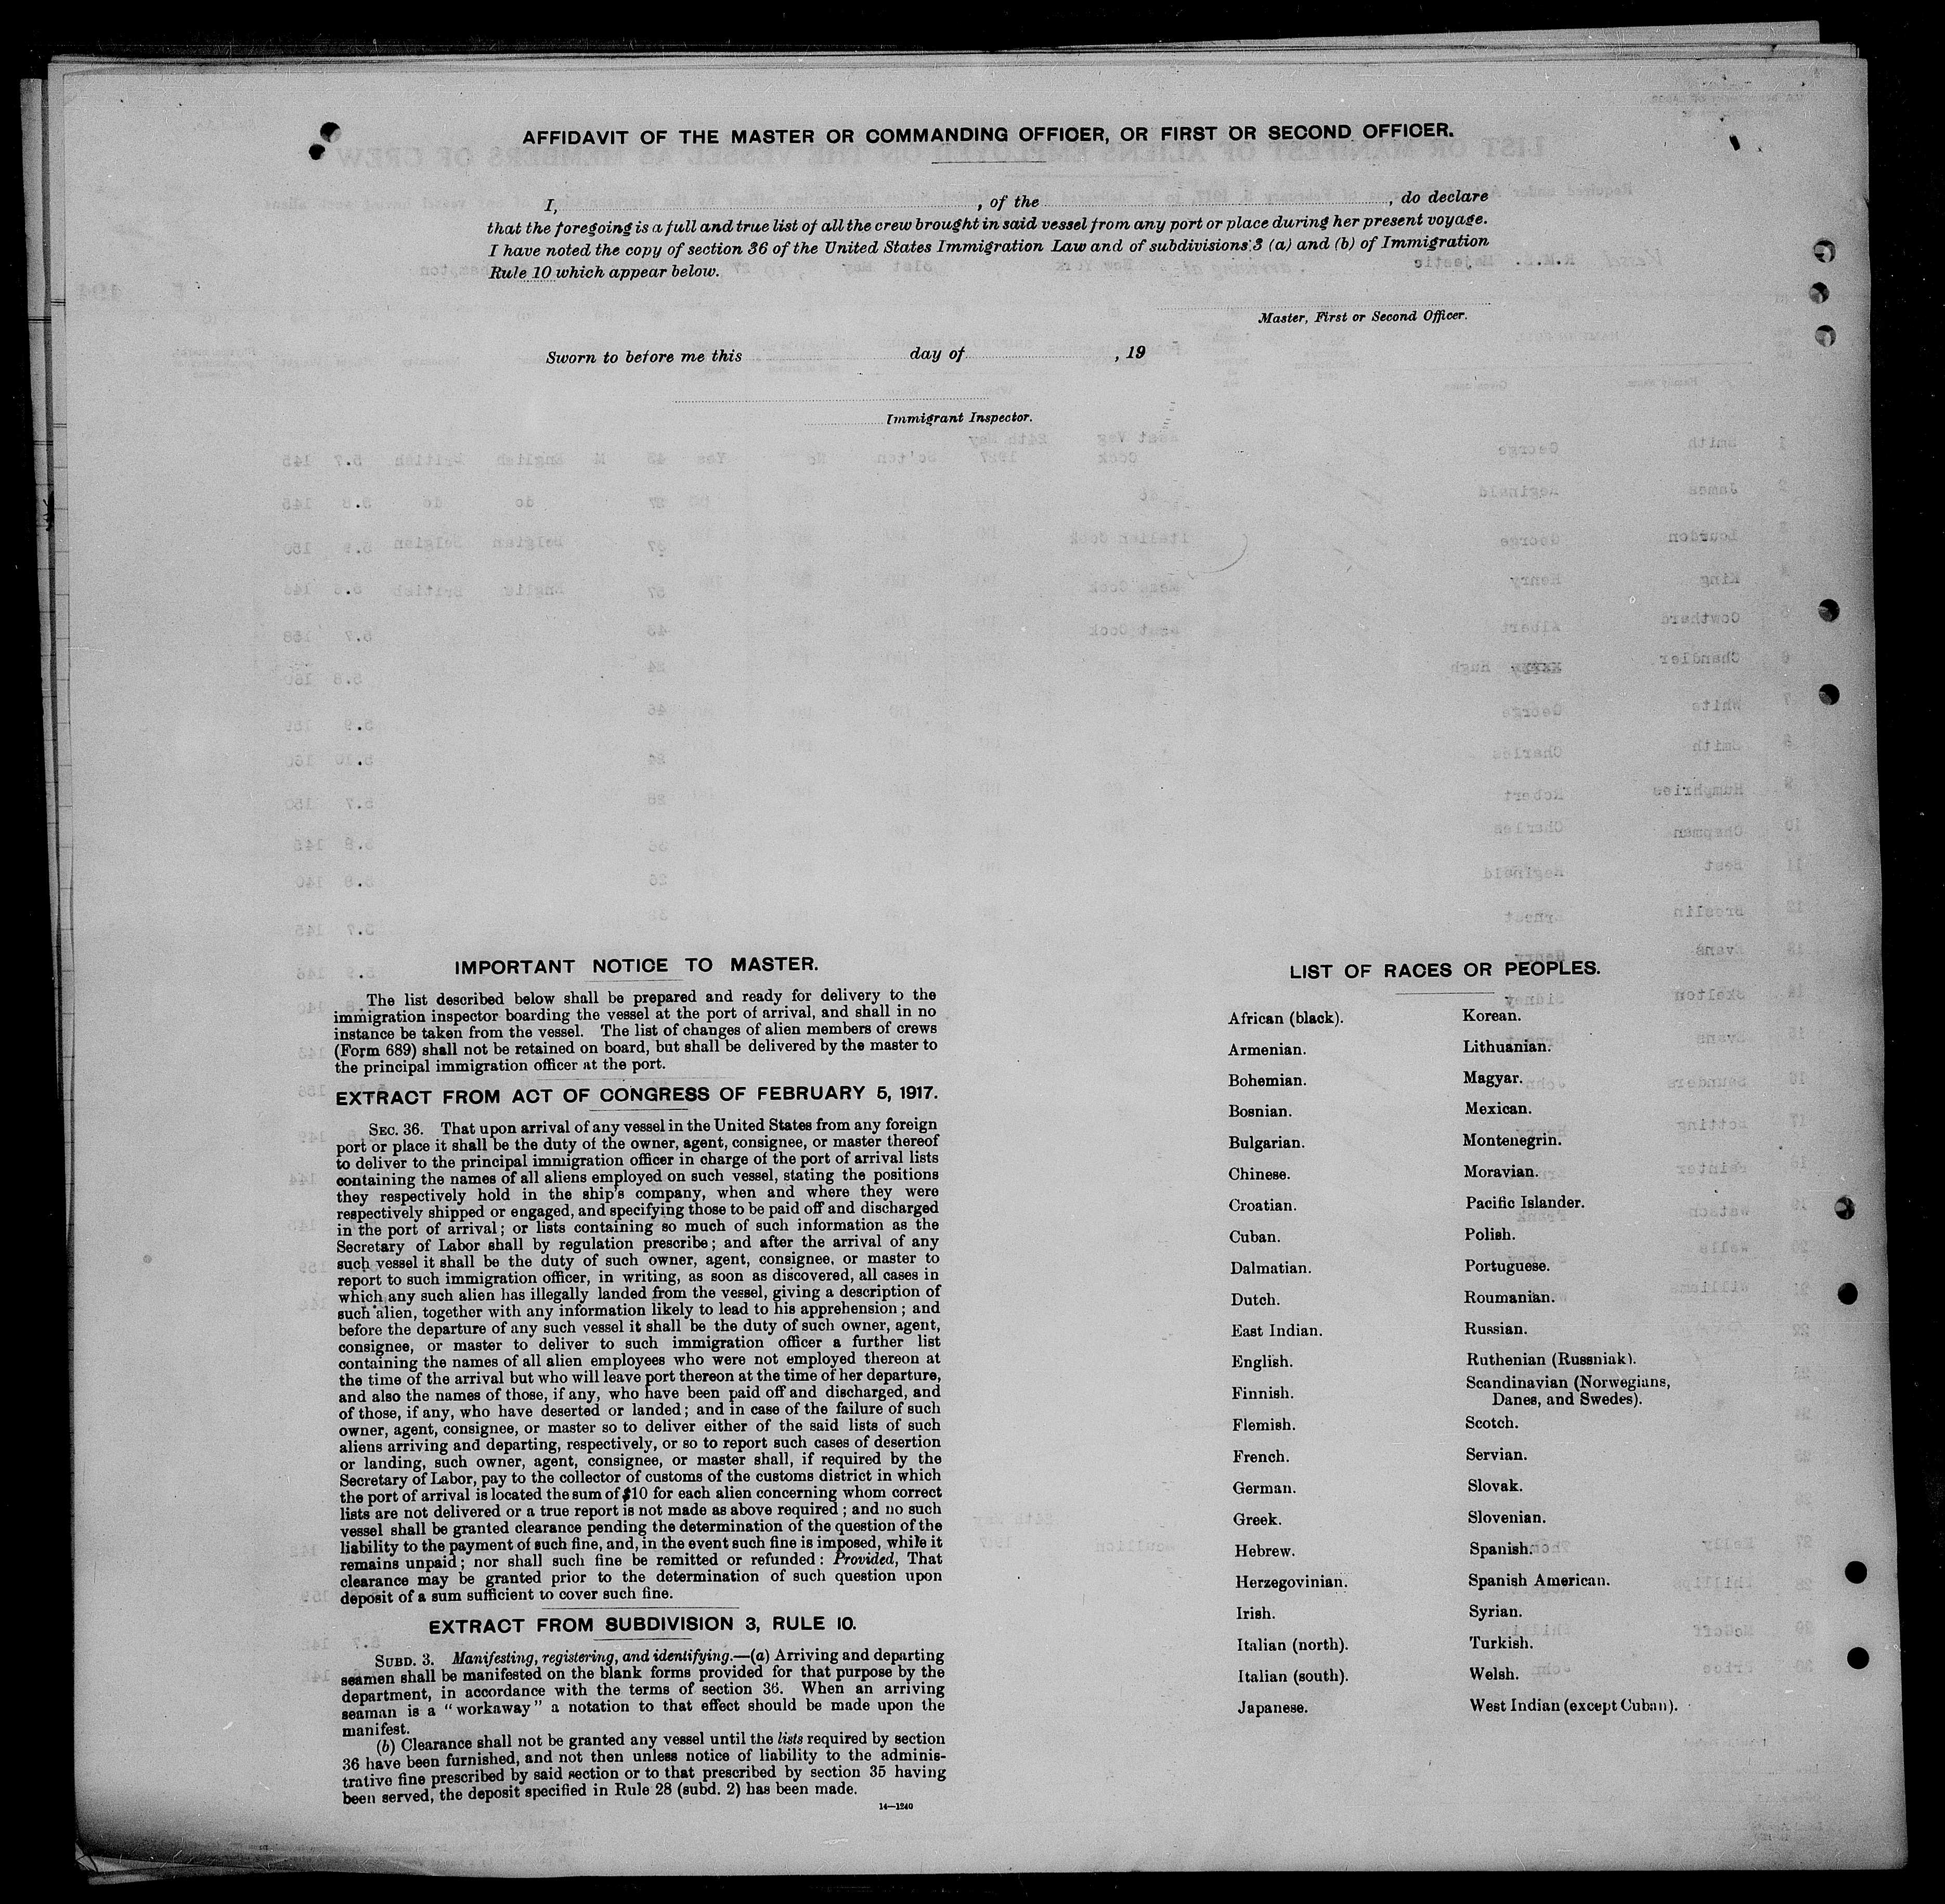 AFFIDAVIT OF THE MASTER OR COMMANDING OFFICER, OR FIRST OR SECOND OFFICER.
I, , of the , do declare
that the foregoing is a full and true list of all the crew brought in said vessel from any port or place during her present voyage.
I have noted the copy of section 36 of the United States Immigration Law and of subdivisions 3 (a) and (b) of Immigration
Rule 10 which appear below.
Master, First or Second Officer.
Sworn to before me this day of , 19
Immigrant Inspector.
IMPORTANT NOTICE TO MASTER.
The list described below shall be prepared and ready for delivery to the
immigration inspector boarding the vessel at the port of arrival, and shall in no
instance be taken from the vessel. The list of changes of alien members of crews
(Form 689) shall not be retained on board, but shall be delivered by the master to
the principal immigration officer at the port.
EXTRACT FROM ACT OF CONGRESS OF FEBRUARY 5, 1917.
SEC. 36. That upon arrival of any vessel in the United States from any foreign
port or place it shall be the duty of the owner, agent, consignee, or master thereof
to deliver to the principal immigration officer in charge of the port of arrival lists
containing the names of all aliens employed on such vessel, stating the positions
they respectively hold in the ship's company, when and where they were
respectively shipped or engaged, and specifying those to be paid off and discharged
in the port of arrival; or lists containing so much of such information as the
Secretary of Labor shall by regulation prescribe; and after the arrival of any
such vessel it shall be the duty of such owner, agent, consignee, or master to
report to such immigration officer, in writing, as soon as discovered, all cases in
which any such alien has illegally landed from the vessel, giving a description of
such alien, together with any information likely to lead to his apprehension; and
before the departure of any such vessel it shall be the duty of such owner, agent,
consignee, or master to deliver to such immigration officer a further list
containing the names of all alien employees who were not employed thereon at
the time of the arrival but who will leave port thereon at the time of her departure,
and also the names of those, if any, who have been paid off and discharged, and
of those, if any, who have deserted or landed; and in case of the failure of such
owner, agent, consignee, or master so to deliver either of the said lists of such
aliens arriving and departing, respectively, or so to report such cases of desertion
or landing, such owner, agent, consignee, or master shall, if required by the
Secretary of Labor, pay to the collector of customs of the customs district in which
the port of arrival is located the sum of $10 for each alien concerning whom correct
lists are not delivered or a true report is not made as above required; and no such
vessel shall be granted clearance pending the determination of the question of the
liability to the payment of such fine, and, in the event such fine is imposed, while it
remains unpaid; nor shall such fine be remitted or refunded: Provided, That
clearance may be granted prior to the determination of such question upon
deposit of a sum sufficient to cover such fine.
EXTRACT FROM SUBDIVISION 3, RULE 10.
SUBD. 3. Manifesting, registering, and identifying.—(a) Arriving and departing
seamen shall be manifested on the blank forms provided for that purpose by the
department, in accordance with the terms of section 36. When an arriving
seaman is a "workaway" a notation to that effect should be made upon the
manifest.
(b) Clearance shall not be granted any vessel until the lists required by section
36 have been furnished, and not then unless notice of liability to the adminis-
trative fine prescribed by said section or to that prescribed by section 35 having
been served, the deposit specified in Rule 28 (subd. 2) has been made.
14—1240
LIST OF RACES OR PEOPLES.
African (black).
Armenian.
Bohemian.
Bosnian.
Bulgarian.
Chinese.
Croatian.
Cuban.
Dalmatian.
Dutch.
East Indian.
English.
Finnish.
Flemish.
French.
German.
Greek.
Hebrew.
Herzegovinian.
Irish.
Italian (north).
Italian (south).
Japanese.
Korean.
Lithuanian.
Magyar.
Mexican.
Montenegrin.
Moravian.
Pacific Islander.
Polish.
Portuguese.
Roumanian.
Russian.
Ruthenian (Russniak).
Scandinavian (Norwegians,
Danes, and Swedes).
Scotch.
Servian.
Slovak.
Slovenian.
Spanish.
Spanish American.
Syrian.
Turkish.
Welsh.
West Indian (except Cuban).